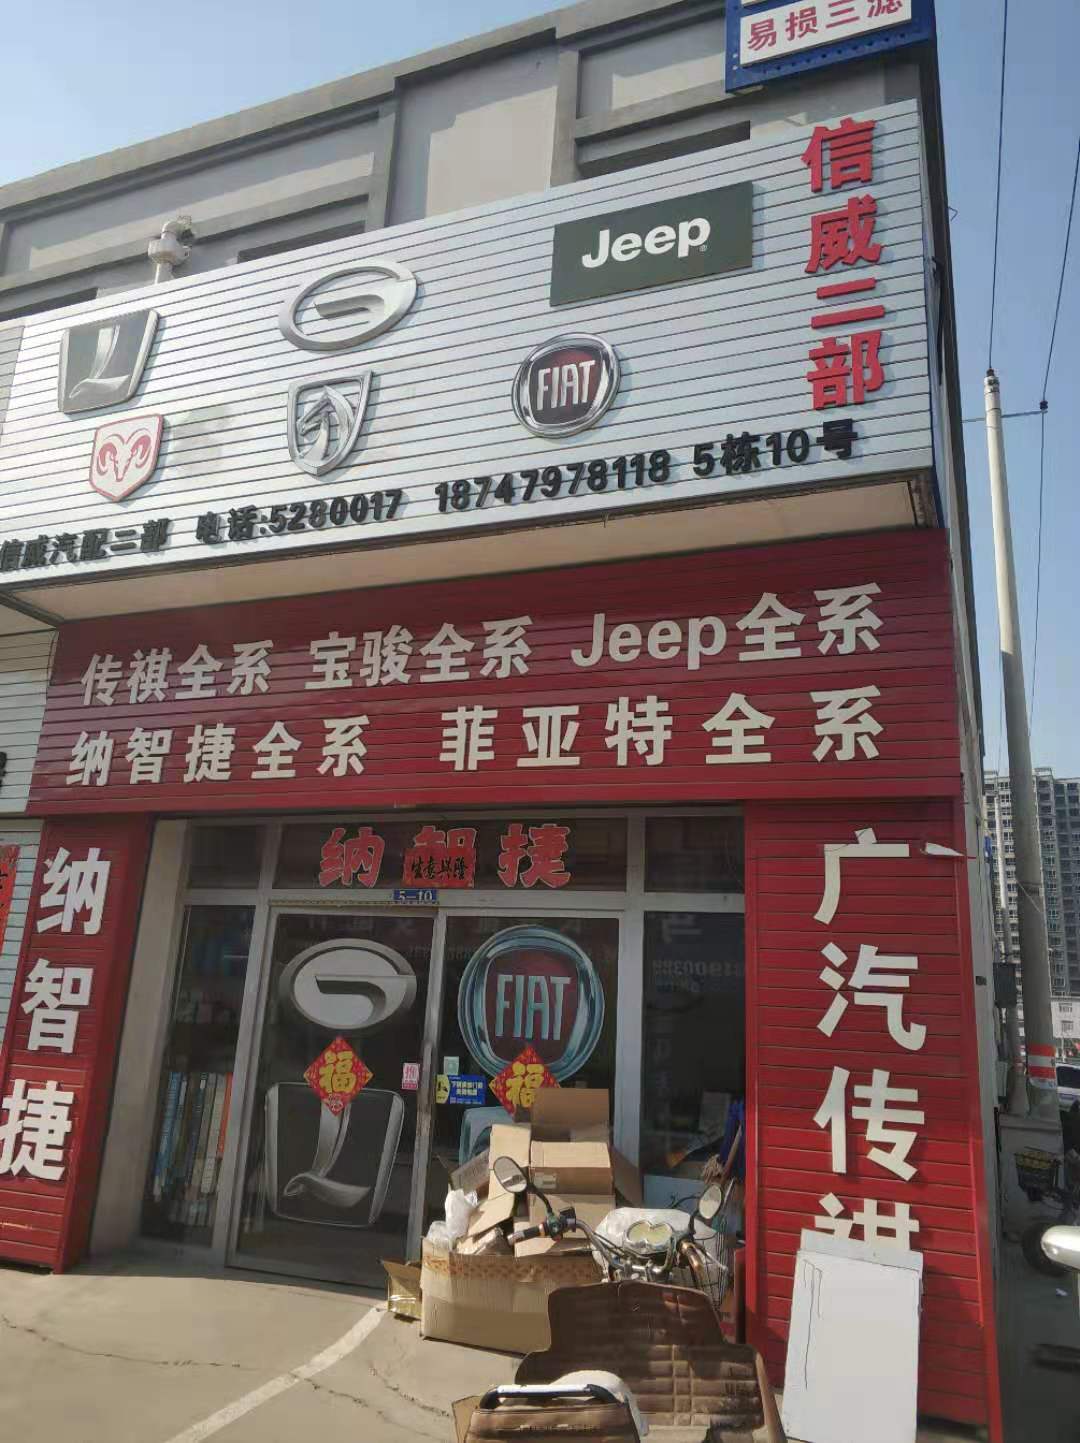 易损三滤
Jeep
信威二部
FIAT
信威汽配二部 电话:5280017 18747978118 5栋10号
传祺全系 宝骏全系 Jeep全系
纳智捷全系 菲亚特全系
纳智捷
生意兴隆
5-10
纳智捷
广汽传祺
FIAT
福
福
推